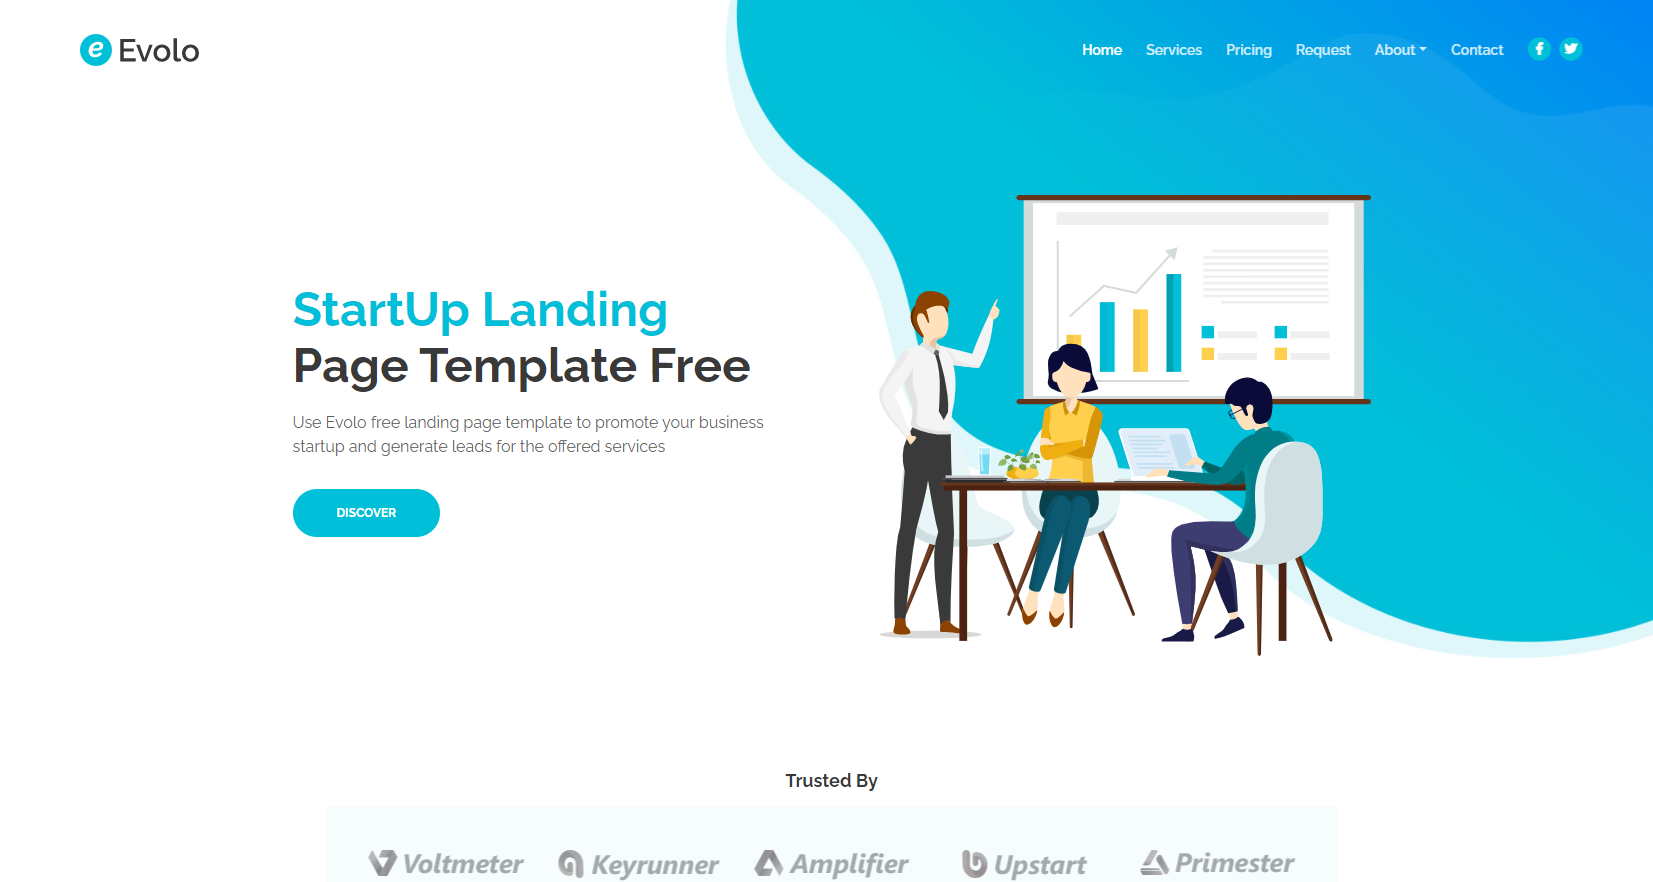 Evolo
Home Services Pricing Request About Contact
StartUp Landing
Page Template Free
Use Evolo free landing page template to promote your business
startup and generate leads for the offered services
DISCOVER
Trusted By
Voltmeter Keyrunner Amplifier Upstart Primester